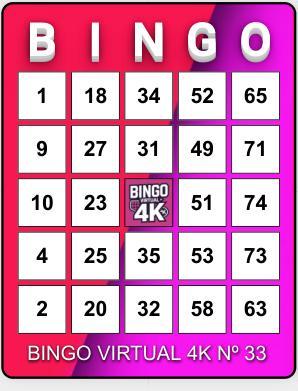 B I N G O
1 18 34 52 65
9 27 31 49 71
10 23 BINGO VIRTUAL 4K 51 74
4 25 35 53 73
2 20 32 58 63
BINGO VIRTUAL 4K Nº 33